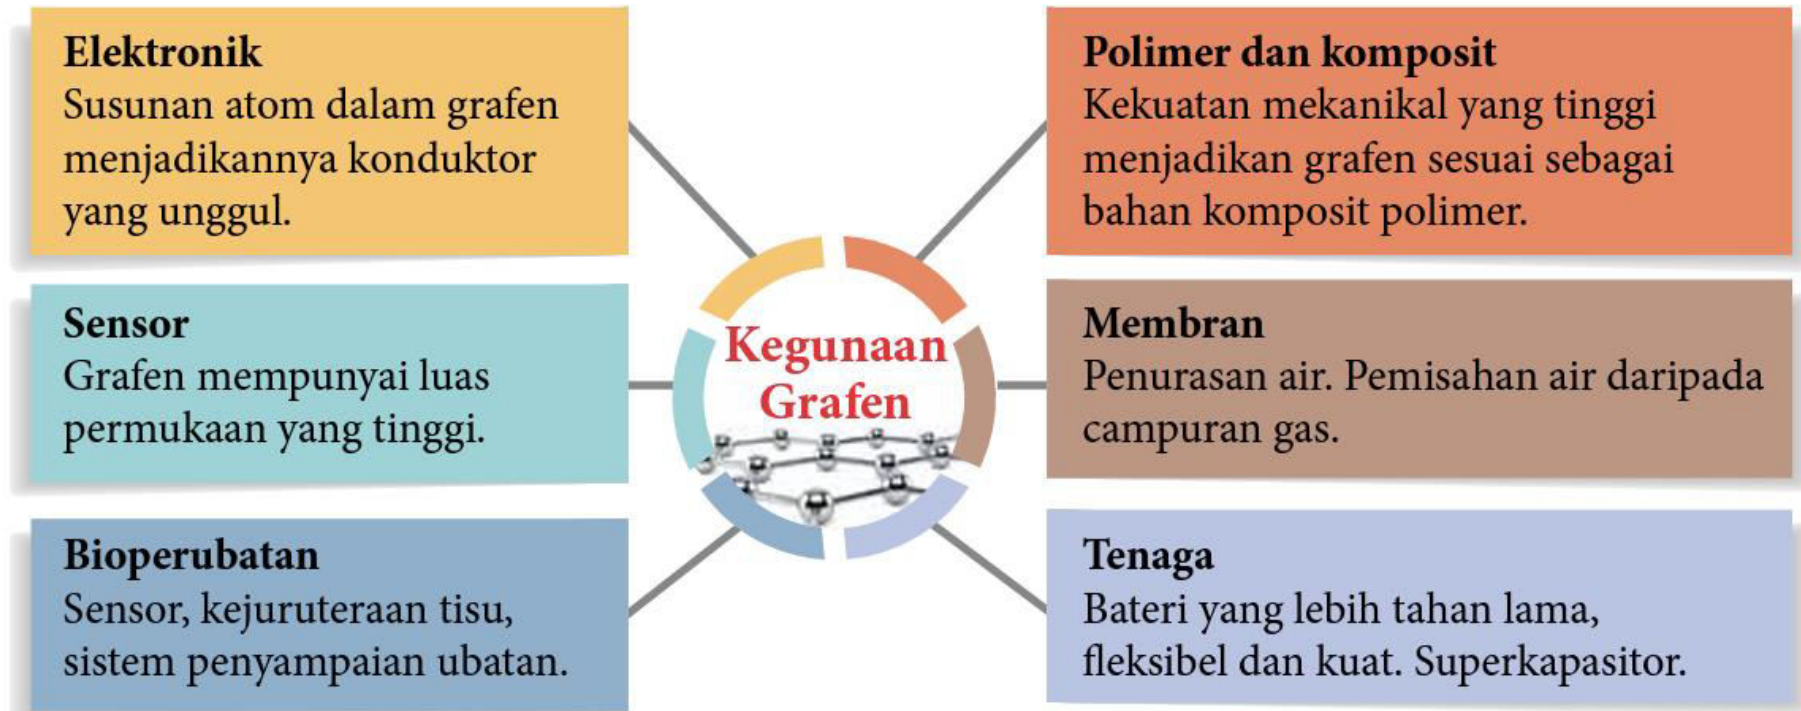 Elektronik
Susunan atom dalam grafen
menjadikannya konduktor
yang unggul.
Sensor
Grafen mempunyai luas
permukaan yang tinggi.
Bioperubatan
Sensor, kejuruteraan tisu,
sistem penyampaian ubatan.
Kegunaan
Grafen
Polimer dan komposit
Kekuatan mekanikal yang tinggi
menjadikan grafen sesuai sebagai
bahan komposit polimer.
Membran
Penurasan air. Pemisahan air daripada
campuran gas.
Tenaga
Bateri yang lebih tahan lama,
fleksibel dan kuat. Superkapasitor.